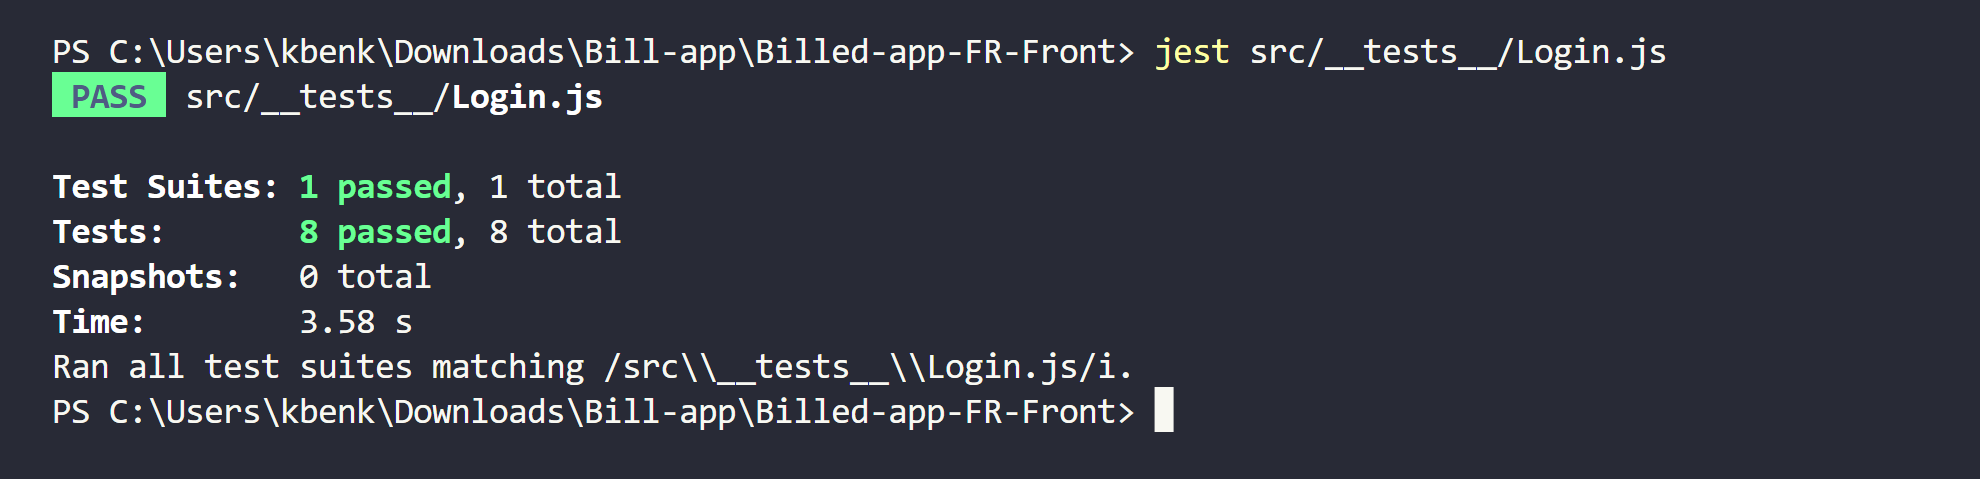 PS C:\Users\kbenk\Downloads\Bill-app\Billed-app-FR-Front> jest src/__tests__/Login.js
PASS src/__tests__/Login.js
Test Suites: 1 passed, 1 total
Tests: 8 passed, 8 total
Snapshots: 0 total
Time: 3.58 s
Ran all test suites matching /src\\__tests__\\Login.js/i.
PS C:\Users\kbenk\Downloads\Bill-app\Billed-app-FR-Front>